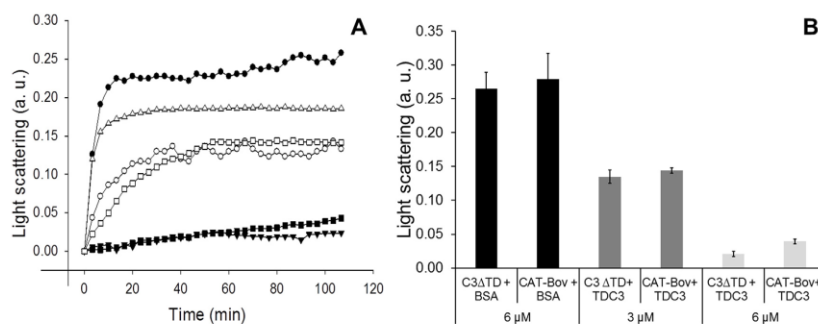 A
Light scattering (a. u.)
0.30
0.25
0.20
0.15
0.10
0.05
0.00
0 20 40 60 80 100 120
Time (min)
B
Light scattering (a. u.)
0.35
0.30
0.25
0.20
0.15
0.10
0.05
0.00
C3ΔTD + BSA
CAT-Bov + BSA
C3 ΔTD+ TDC3
CAT-Bov+ TDC3
C3ΔTD + TDC3
CAT-Bov+ TDC3
6 µM 3 µM 6 µM